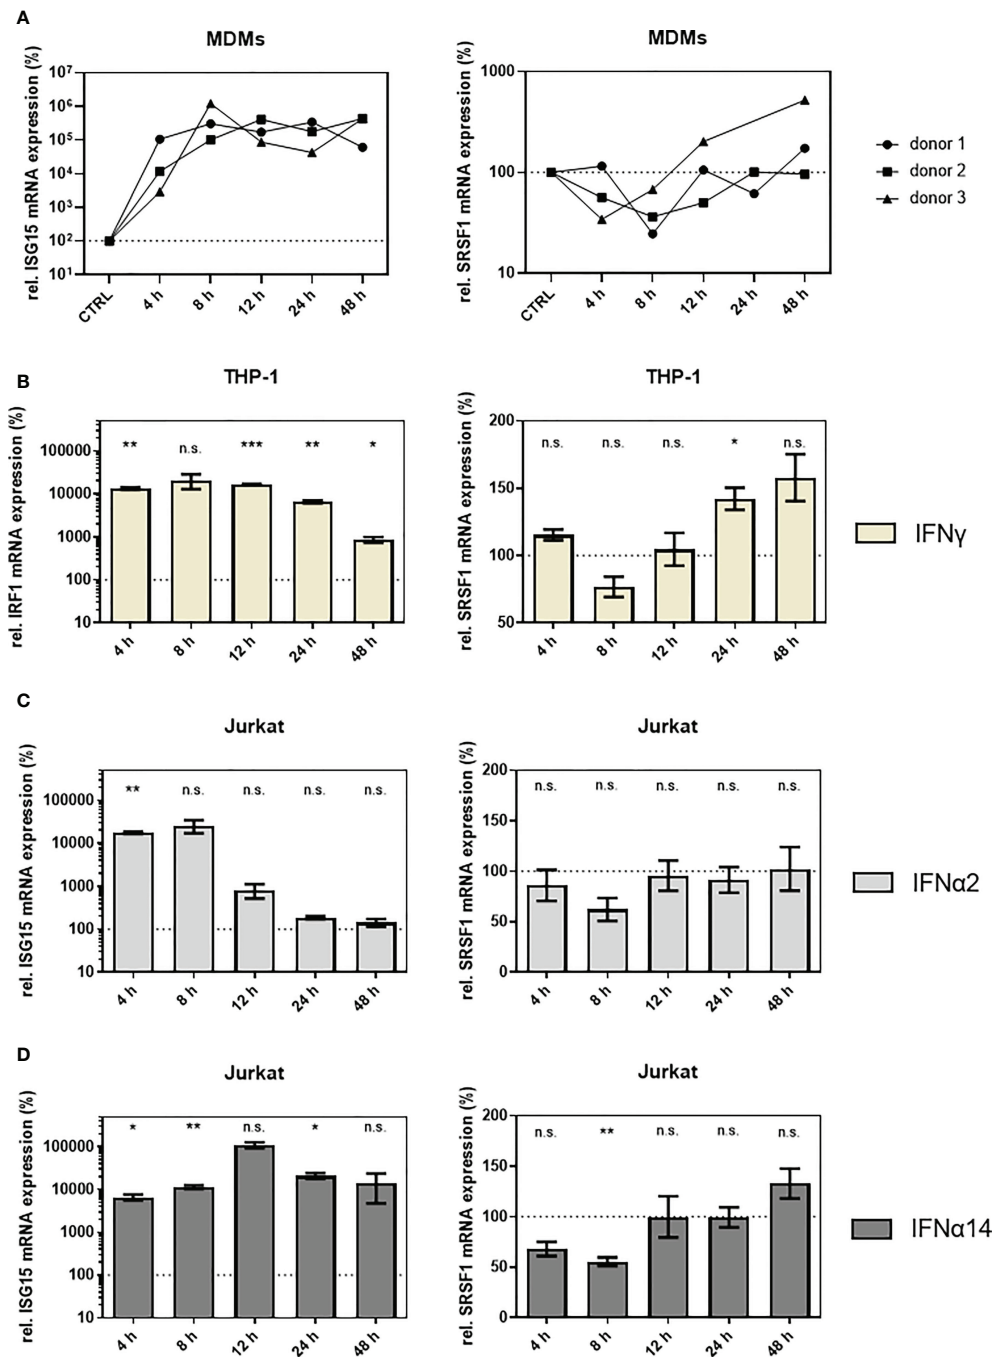 A
MDMs
MDMs
rel. ISG15 mRNA expression (%)
10⁷
10⁶
10⁵
10⁴
10³
10²
10¹
CTRL
4 h
8 h
12 h
24 h
48 h
rel. SRSF1 mRNA expression (%)
1000
100
10
CTRL
4 h
8 h
12 h
24 h
48 h
donor 1
donor 2
donor 3
B
THP-1
THP-1
rel. IRF1 mRNA expression (%)
100000
10000
1000
100
10
** n.s. *** ** *
4 h
8 h
12 h
24 h
48 h
rel. SRSF1 mRNA expression (%)
200
150
100
50
n.s. n.s. n.s. * n.s.
4 h
8 h
12 h
24 h
48 h
IFNγ
C
Jurkat
Jurkat
rel. ISG15 mRNA expression (%)
100000
10000
1000
100
10
** n.s. n.s. n.s. n.s.
4 h
8 h
12 h
24 h
48 h
rel. SRSF1 mRNA expression (%)
200
150
100
50
0
n.s. n.s. n.s. n.s. n.s.
4 h
8 h
12 h
24 h
48 h
IFNα2
D
Jurkat
Jurkat
rel. ISG15 mRNA expression (%)
100000
10000
1000
100
10
* ** n.s. * n.s.
4 h
8 h
12 h
24 h
48 h
rel. SRSF1 mRNA expression (%)
200
150
100
50
0
n.s. ** n.s. n.s. n.s.
4 h
8 h
12 h
24 h
48 h
IFNα14